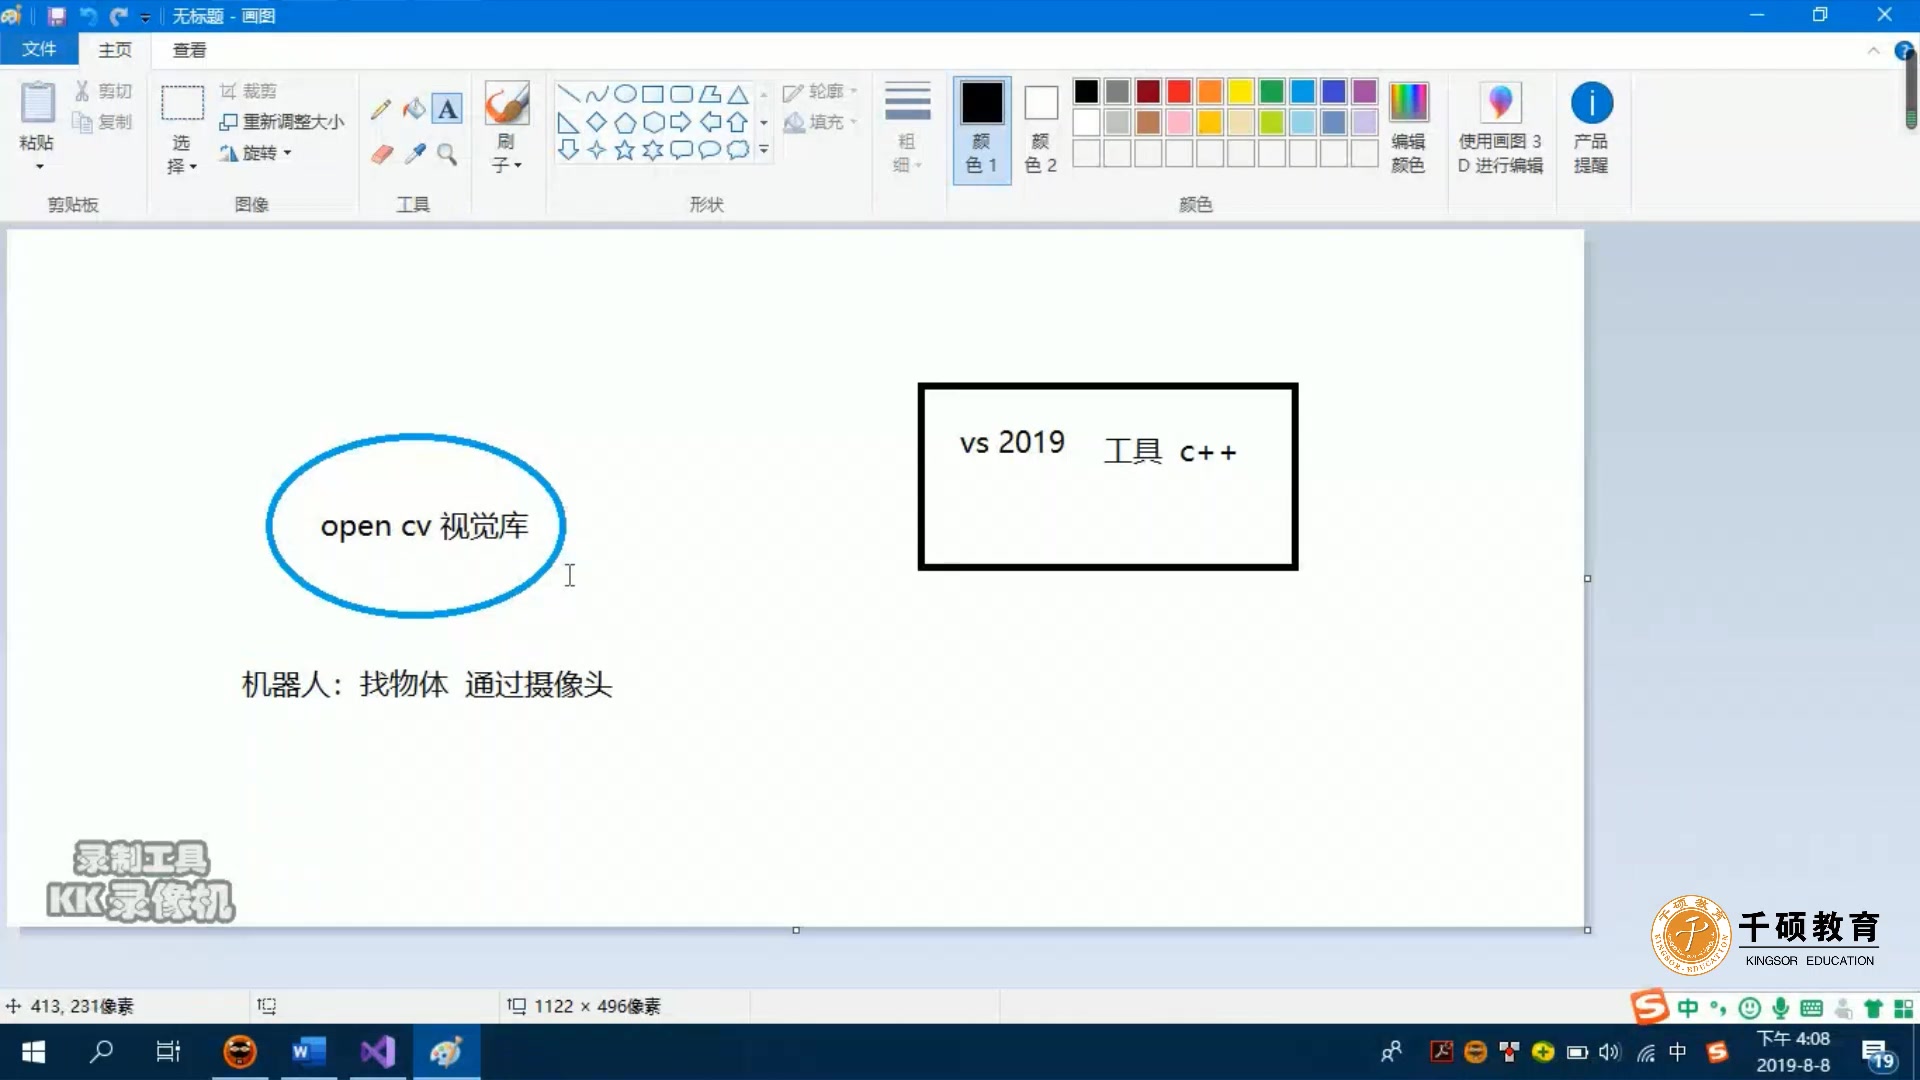 无标题 - 画图
文件 主页 查看
粘贴 剪切 复制 剪贴板
选择 裁剪 重新调整大小 旋转 图像
A 工具
刷子
轮廓 填充 形状
粗细
颜色 1 颜色 2 编辑颜色 颜色
使用画图 3D 进行编辑
产品提醒
vs 2019 工具 c++
open cv 视觉库
机器人：找物体 通过摄像头
录制工具
KK录像机
千硕教育
KINGSOR EDUCATION
413, 231像素 1122 × 496像素
中
中 下午 4:08
2019-8-8
19